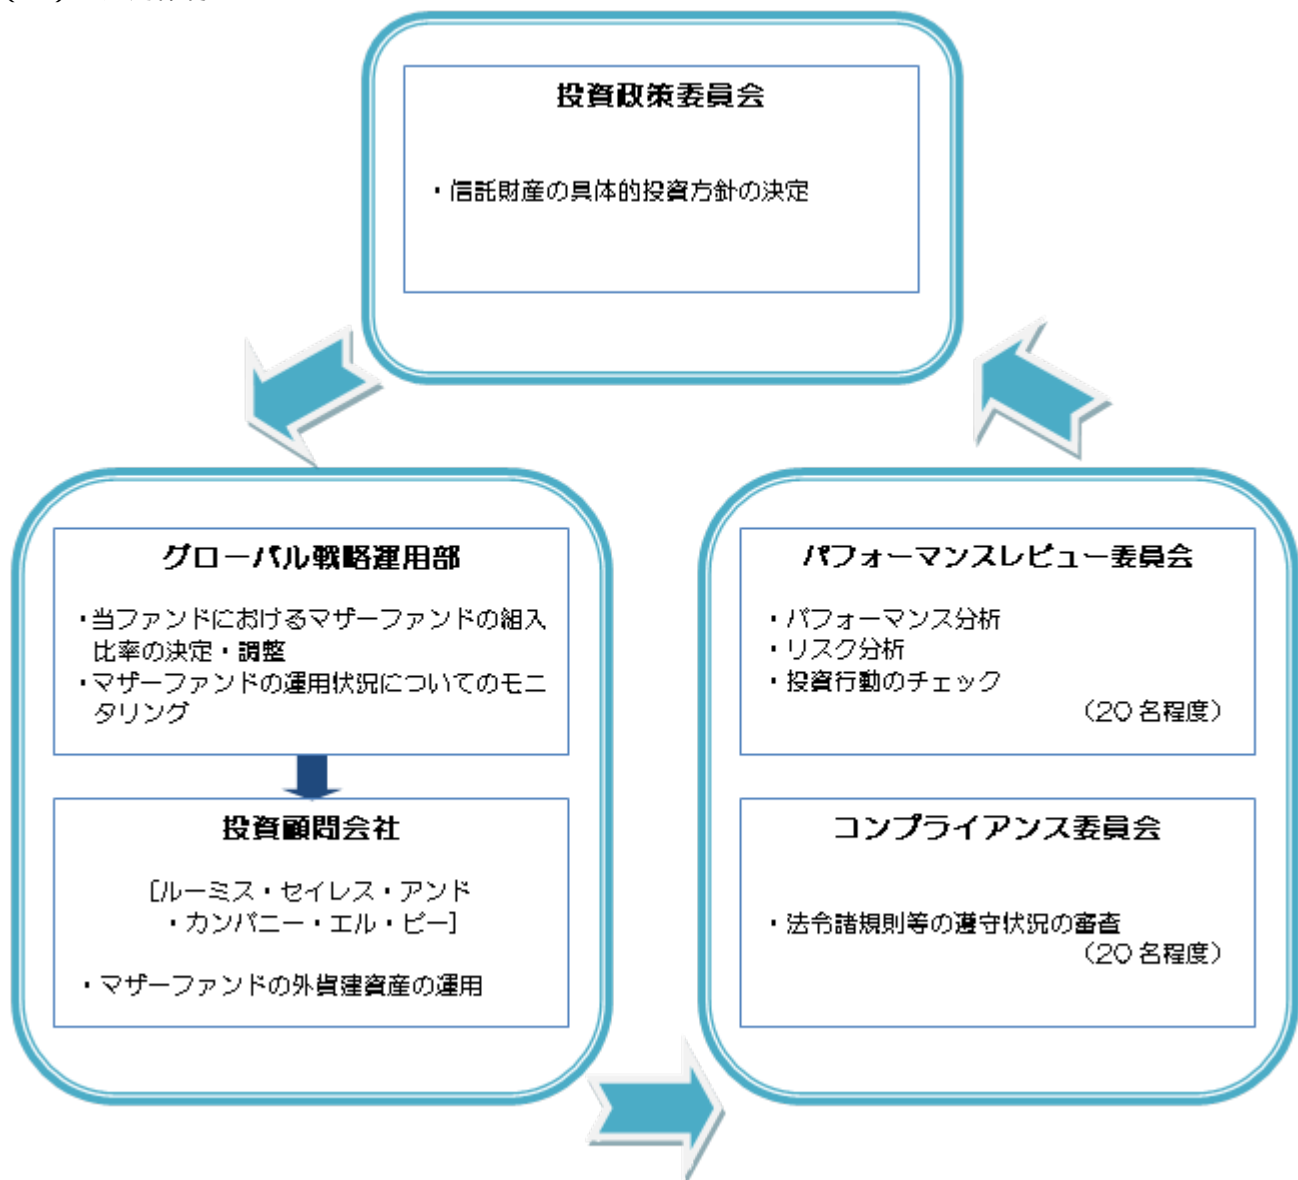 投資政策委員会
・信託財産の具体的投資方針の決定
グローバル戦略運用部
・当ファンドにおけるマザーファンドの組入
比率の決定・調整
・マザーファンドの運用状況についてのモニ
タリング
投資顧問会社
[ルーミス・セイレス・アンド
・カンパニー・エル・ピー]
・マザーファンドの外貨建資産の運用
パフォーマンスレビュー委員会
・パフォーマンス分析
・リスク分析
・投資行動のチェック
（20 名程度）
コンプライアンス委員会
・法令諸規則等の遵守状況の審査
（20 名程度）